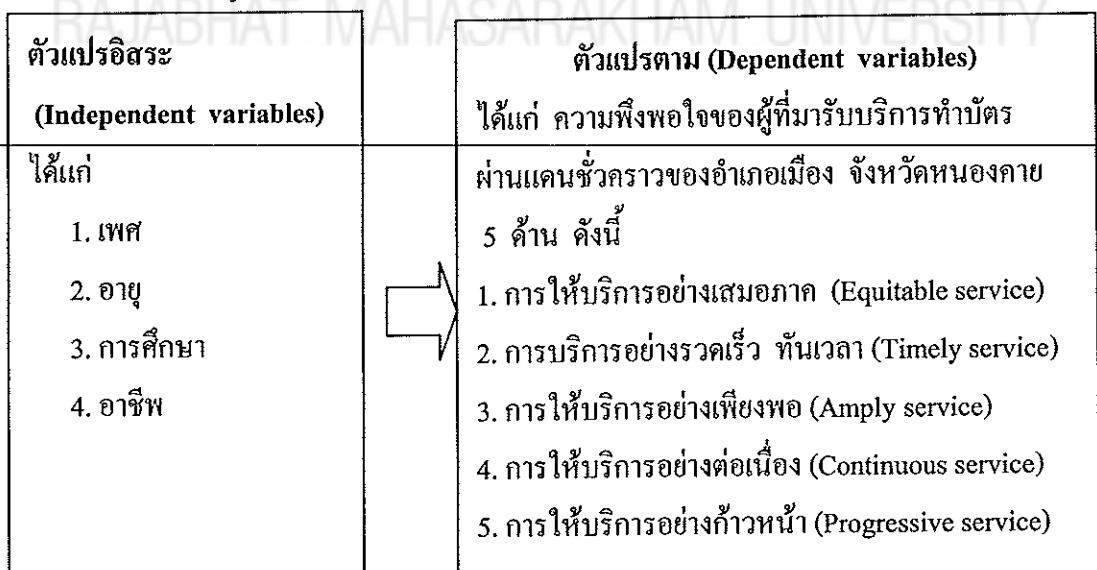 RAJABHAT MAHASARAKHAM UNIVERSITY
ตัวแปรอิสระ
(Independent variables)
ได้แก่
1. เพศ
2. อายุ
3. การศึกษา
4. อาชีพ
ตัวแปรตาม (Dependent variables)
ได้แก่ ความพึงพอใจของผู้ที่มารับบริการทำบัตร
ผ่านแดนชั่วคราวของอำเภอเมือง จังหวัดหนองคาย
5 ด้าน ดังนี้
1. การให้บริการอย่างเสมอภาค (Equitable service)
2. การบริการอย่างรวดเร็ว ทันเวลา (Timely service)
3. การให้บริการอย่างเพียงพอ (Amply service)
4. การให้บริการอย่างต่อเนื่อง (Continuous service)
5. การให้บริการอย่างก้าวหน้า (Progressive service)